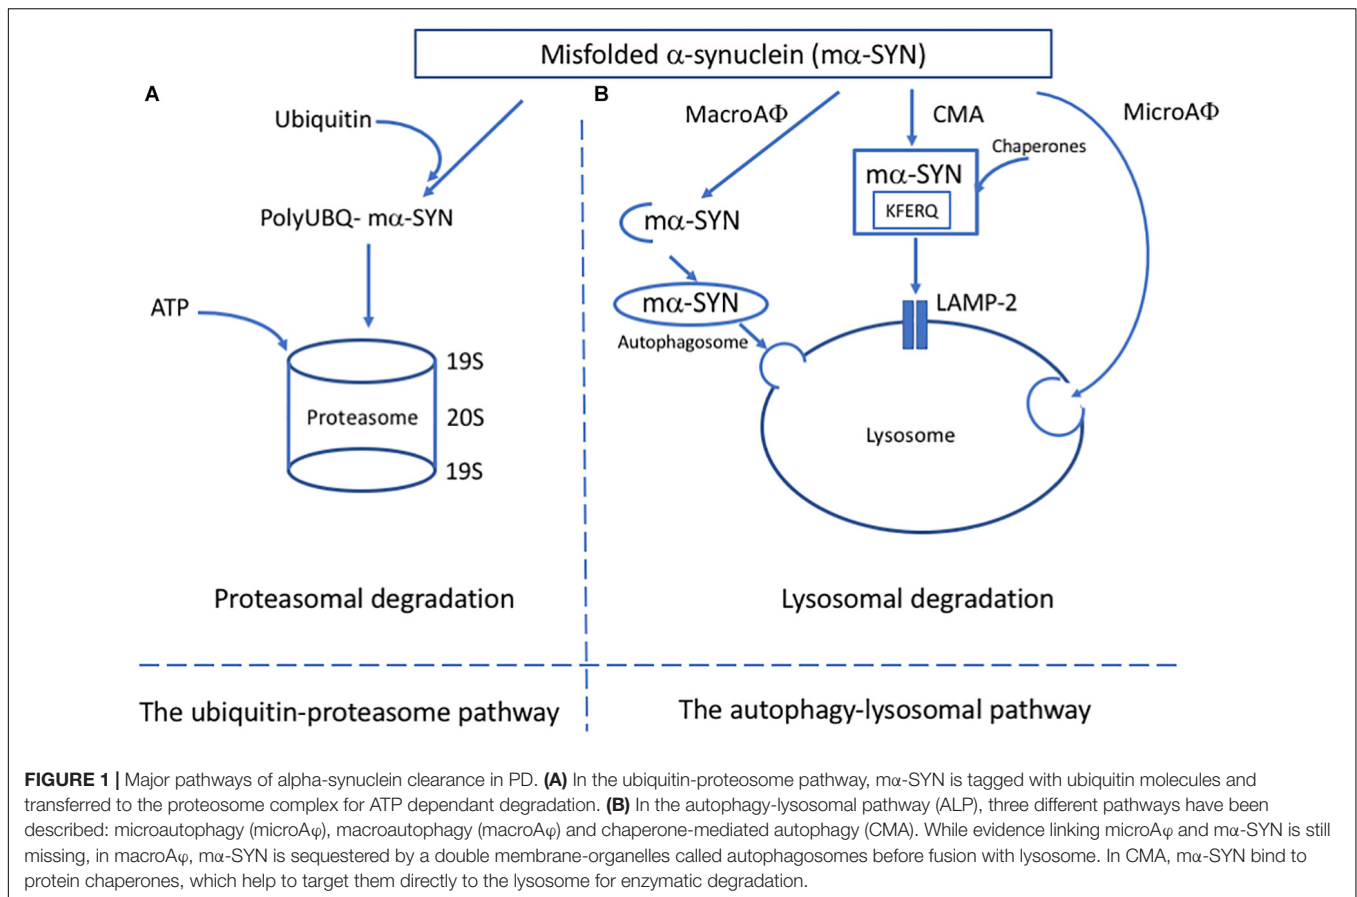 Misfolded α-synuclein (mα-SYN)
A
Ubiquitin
PolyUBQ- mα-SYN
ATP
19S
Proteasome
20S
19S
Proteasomal degradation
The ubiquitin-proteasome pathway
B
MacroAΦ
CMA
MicroAΦ
Chaperones
mα-SYN
KFERQ
mα-SYN
mα-SYN
Autophagosome
LAMP-2
Lysosome
Lysosomal degradation
The autophagy-lysosomal pathway
FIGURE 1 | Major pathways of alpha-synuclein clearance in PD. (A) In the ubiquitin-proteosome pathway, mα-SYN is tagged with ubiquitin molecules and
transferred to the proteosome complex for ATP dependant degradation. (B) In the autophagy-lysosomal pathway (ALP), three different pathways have been
described: microautophagy (microAφ), macroautophagy (macroAφ) and chaperone-mediated autophagy (CMA). While evidence linking microAφ and mα-SYN is still
missing, in macroAφ, mα-SYN is sequestered by a double membrane-organelles called autophagosomes before fusion with lysosome. In CMA, mα-SYN bind to
protein chaperones, which help to target them directly to the lysosome for enzymatic degradation.